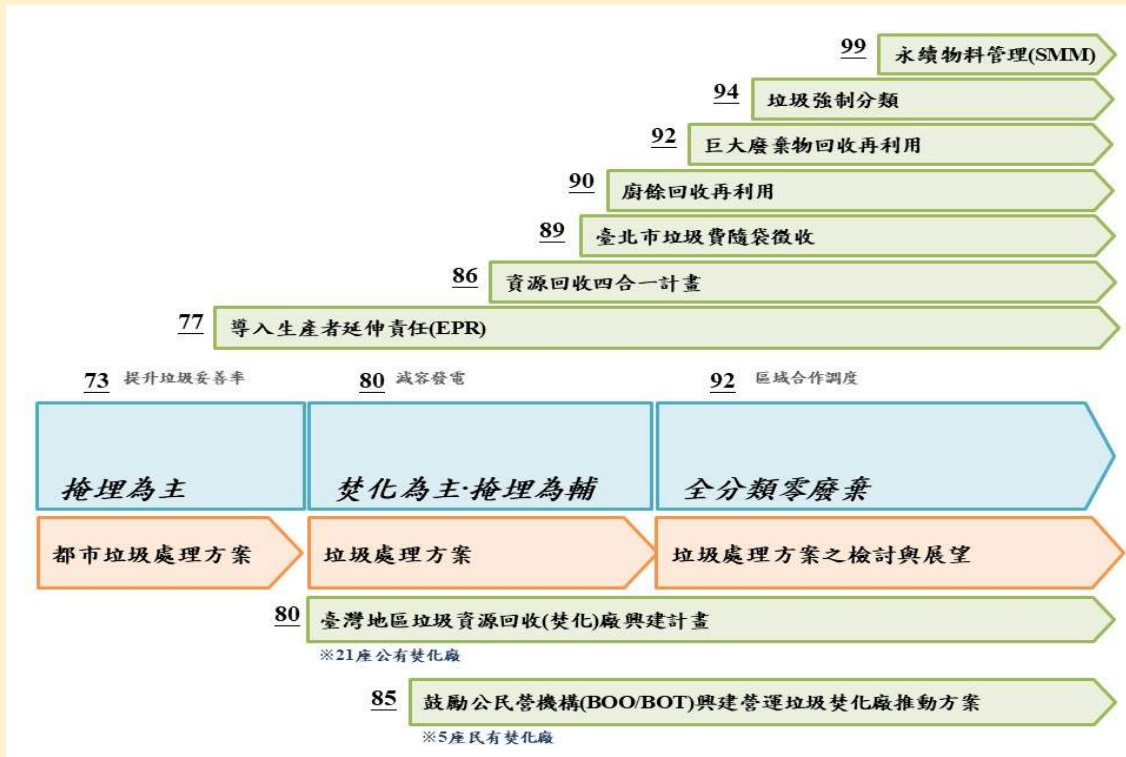 99 永續物料管理(SMM)
94 垃圾強制分類
92 巨大廢棄物回收再利用
90 廚餘回收再利用
89 臺北市垃圾費隨袋徵收
86 資源回收四合一計畫
77 導入生產者延伸責任(EPR)
73 提升垃圾妥善率 80 減容發電 92 區域合作調度
掩埋為主 焚化為主·掩埋為輔 全分類零廢棄
都市垃圾處理方案 垃圾處理方案 垃圾處理方案之檢討與展望
80 臺灣地區垃圾資源回收(焚化)廠興建計畫
※21座公有焚化廠
85 鼓勵公民營機構(BOO/BOT)興建營運垃圾焚化廠推動方案
※5座民有焚化廠